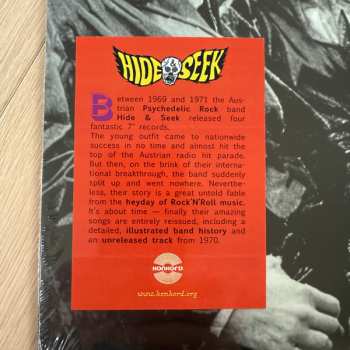 HIDE & SEEK
Between 1969 and 1971 the Aus-
trian Psychedelic Rock band
Hide & Seek released four
fantastic 7" records.
The young outfit came to nationwide
success in no time and almost hit the
top of the Austrian radio hit parade.
But then, on the brink of their interna-
tional breakthrough, the band suddenly
split up and went nowhere. Neverthe-
less, their story is a great untold fable
from the heyday of Rock'N'Roll music.
It's about time — finally their amazing
songs are entirely reissued, including a
detailed, illustrated band history and
an unreleased track from 1970.
konkord
www.konkord.org